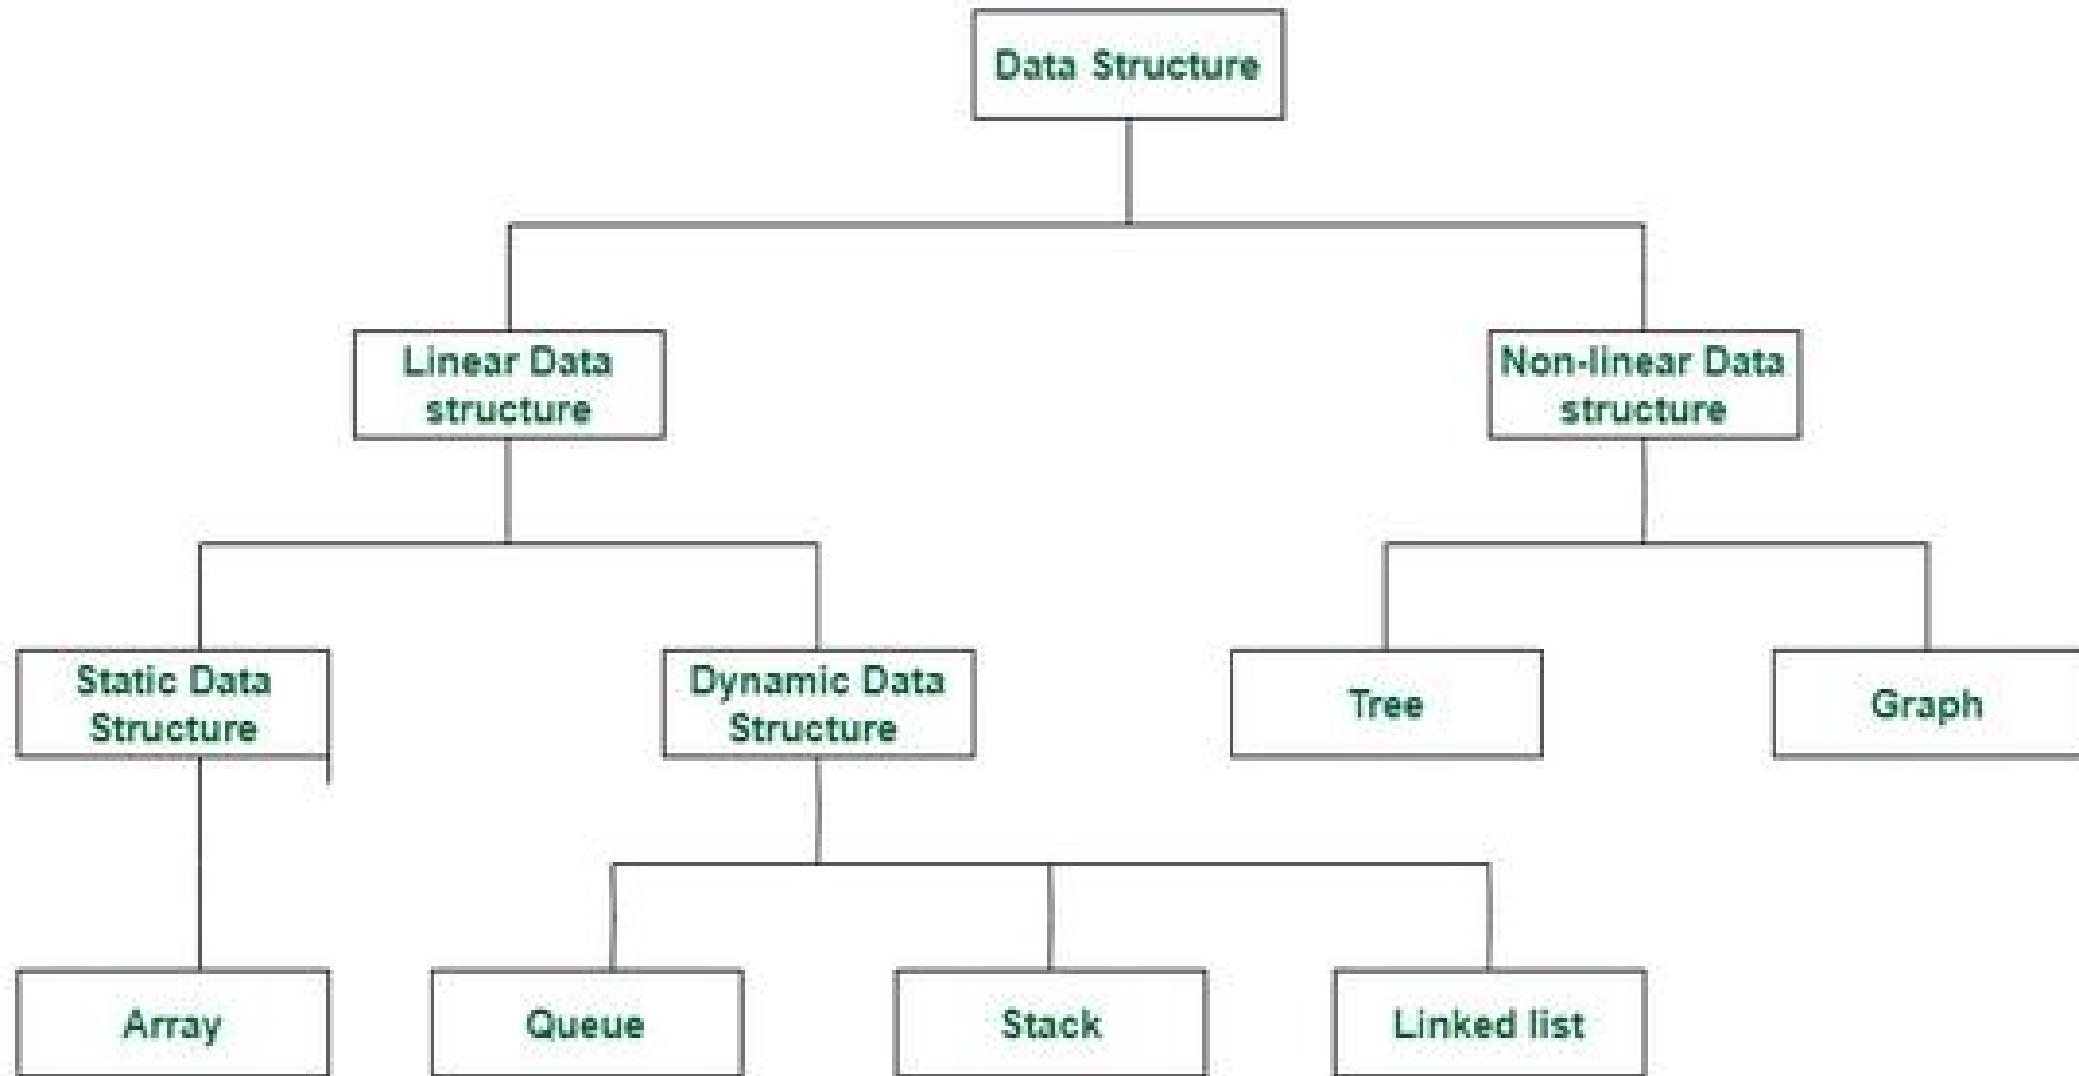 Data Structure
Linear Data
structure
Non-linear Data
structure
Static Data
Structure
Dynamic Data
Structure
Tree
Graph
Array
Queue
Stack
Linked list